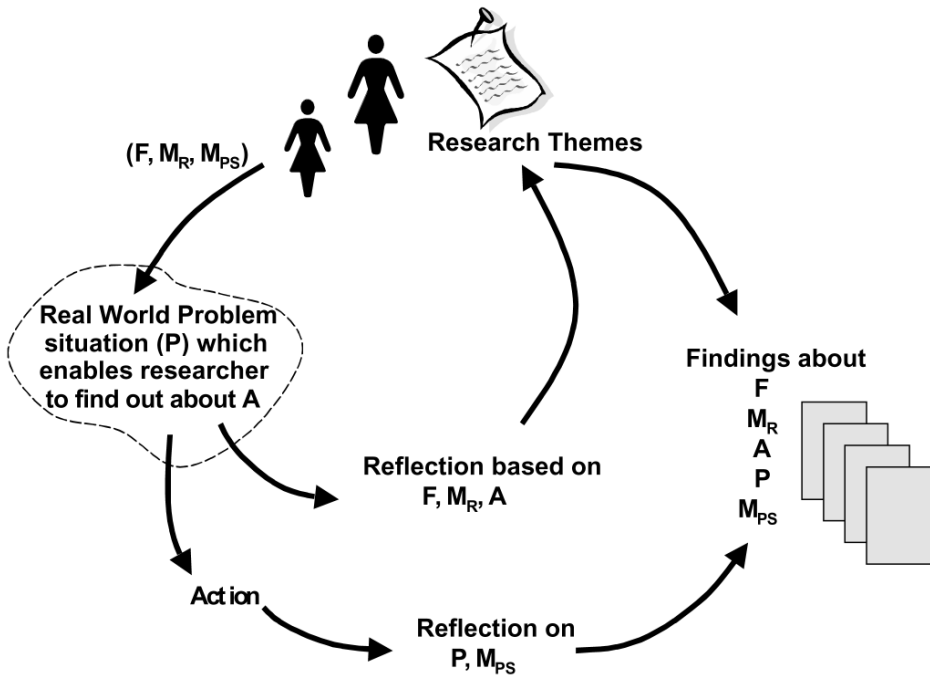 Research Themes
(F, MR, MPS)
Real World Problem
situation (P) which
enables researcher
to find out about A
Findings about
F
MR
A
P
MPS
Reflection based on
F, MR, A
Action
Reflection on
P, MPS